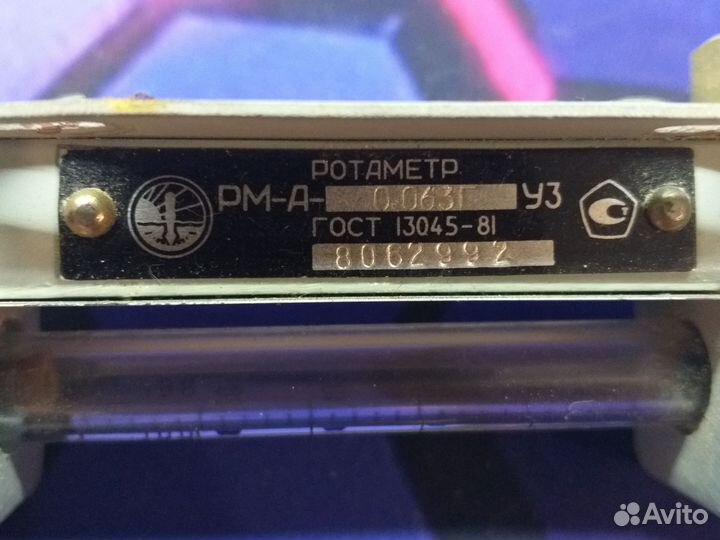 РОТАМЕТР
РМ-А-0.063Г УЗ
ГОСТ 13045-81
8062992
Avito